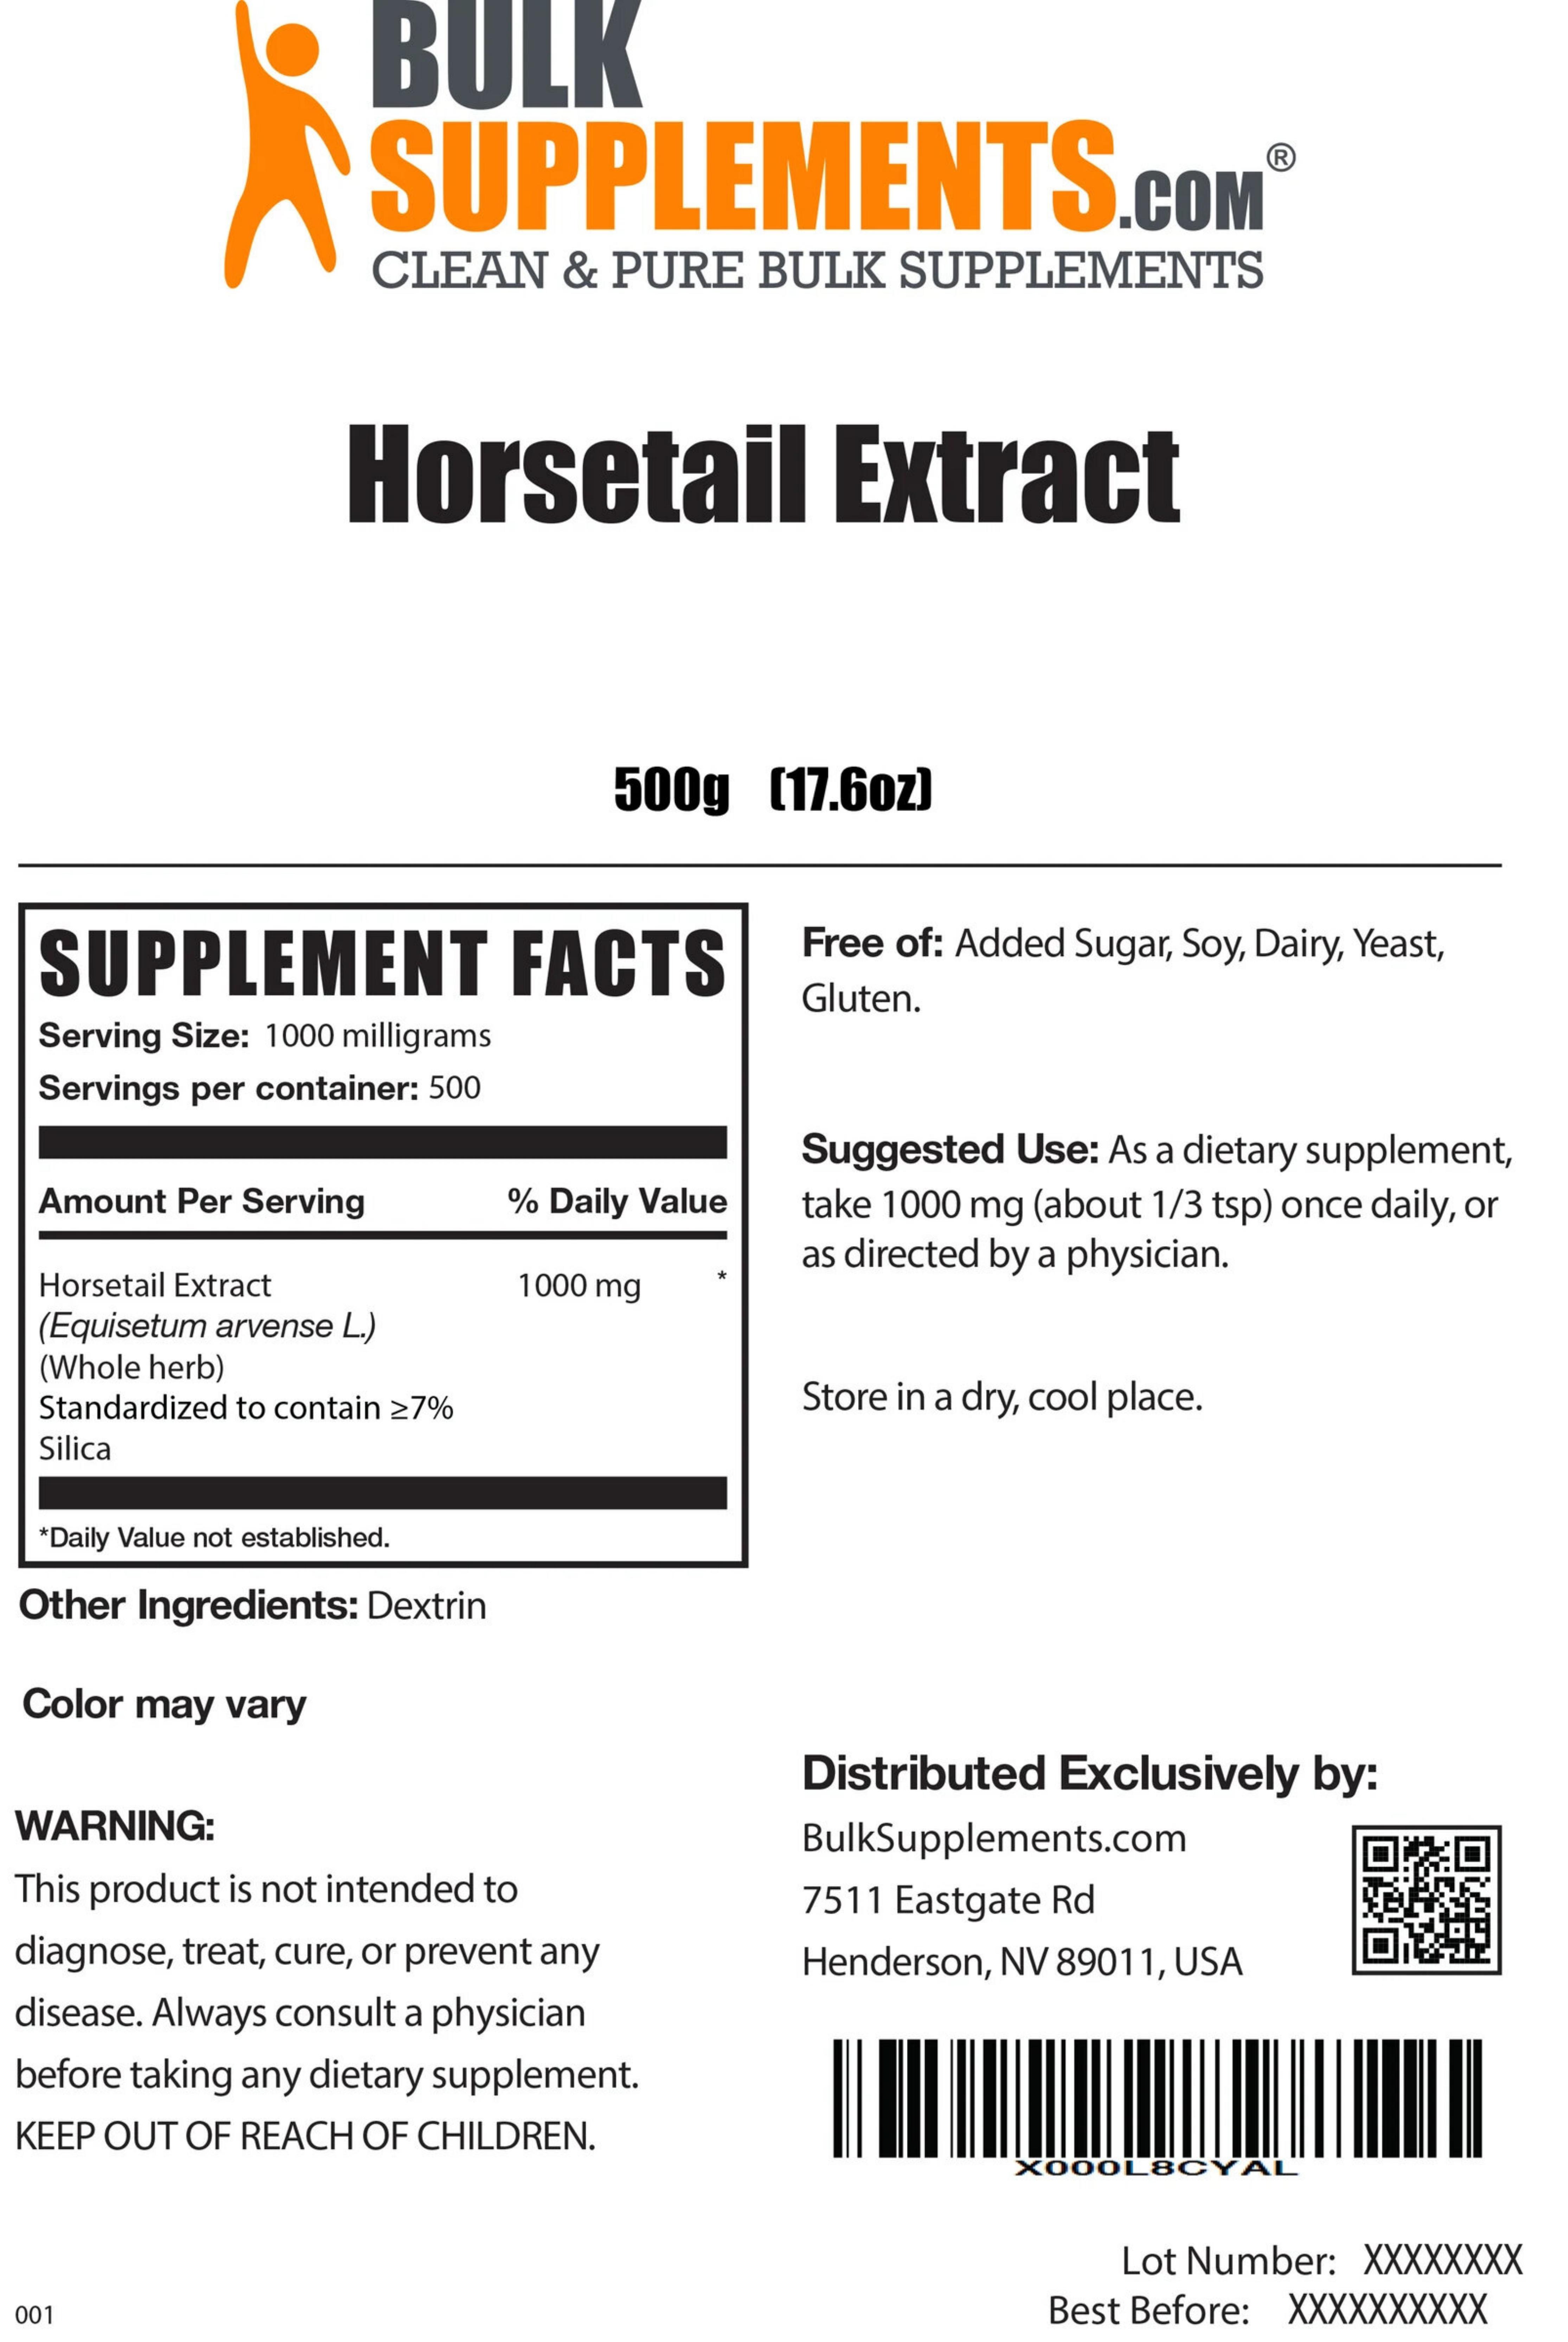 BULK
SUPPLEMENTS.COM®
CLEAN & PURE BULK SUPPLEMENTS
Horsetail Extract
500g (17.6oz)
SUPPLEMENT FACTS
Serving Size: 1000 milligrams
Servings per container: 500
Amount Per Serving % Daily Value
Horsetail Extract 1000 mg *
(Equisetum arvense L.)
(Whole herb)
Standardized to contain ≥7%
Silica
*Daily Value not established.
Other Ingredients: Dextrin
Color may vary
WARNING:
This product is not intended to
diagnose, treat, cure, or prevent any
disease. Always consult a physician
before taking any dietary supplement.
KEEP OUT OF REACH OF CHILDREN.
001
Free of: Added Sugar, Soy, Dairy, Yeast,
Gluten.
Suggested Use: As a dietary supplement,
take 1000 mg (about 1/3 tsp) once daily, or
as directed by a physician.
Store in a dry, cool place.
Distributed Exclusively by:
BulkSupplements.com
7511 Eastgate Rd
Henderson, NV 89011, USA
X000L8CYAL
Lot Number: XXXXXXXX
Best Before: XXXXXXXXXX